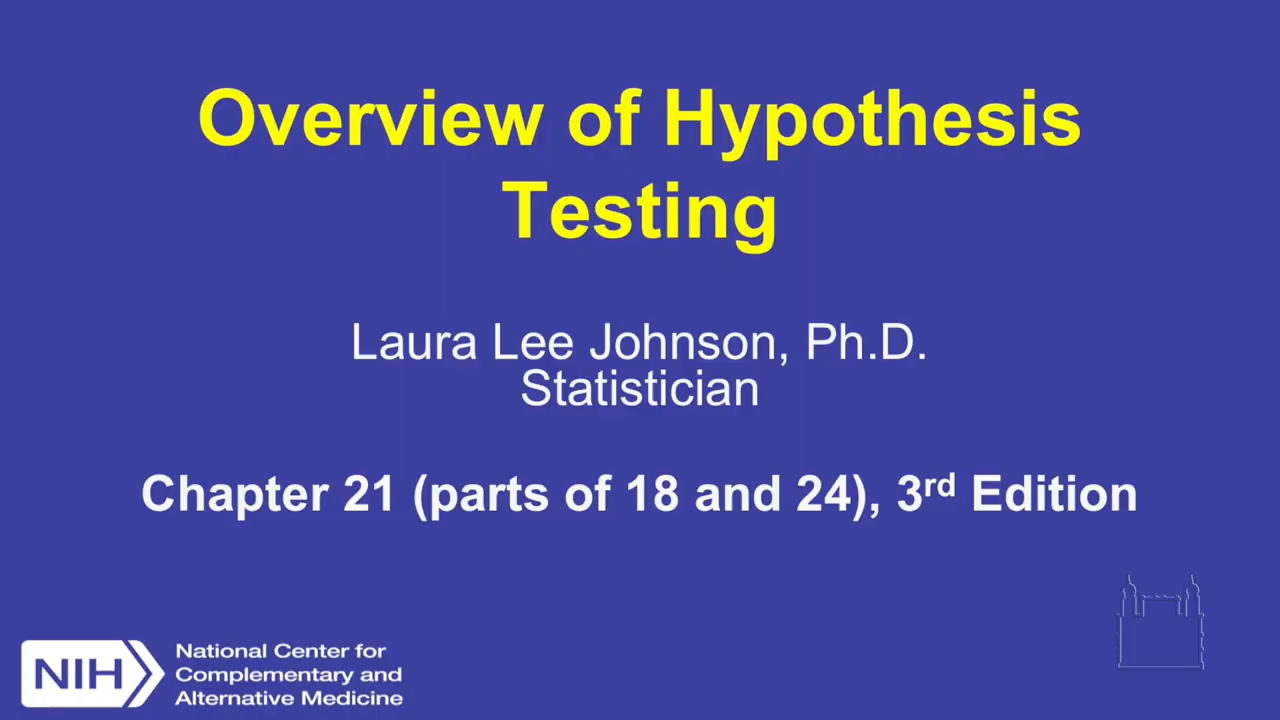 Overview of Hypothesis
Testing
Laura Lee Johnson, Ph.D.
Statistician
Chapter 21 (parts of 18 and 24), 3rd Edition
NIH
National Center for
Complementary and
Alternative Medicine